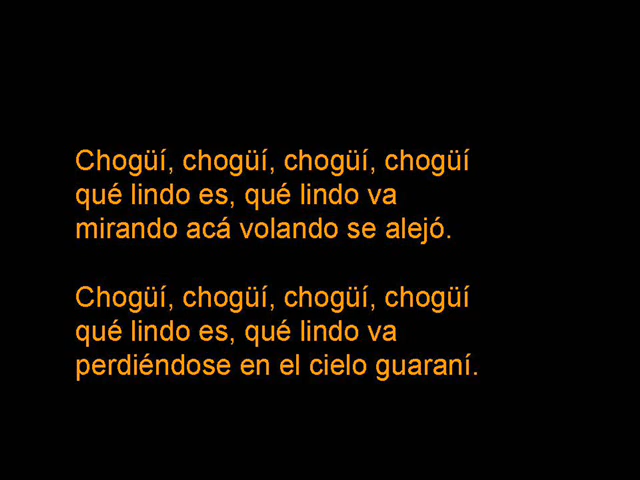 Chogüí, chogüí, chogüí, chogüí
qué lindo es, qué lindo va
mirando acá volando se alejó.
Chogüí, chogüí, chogüí, chogüí
qué lindo es, qué lindo va
perdiéndose en el cielo guaraní.